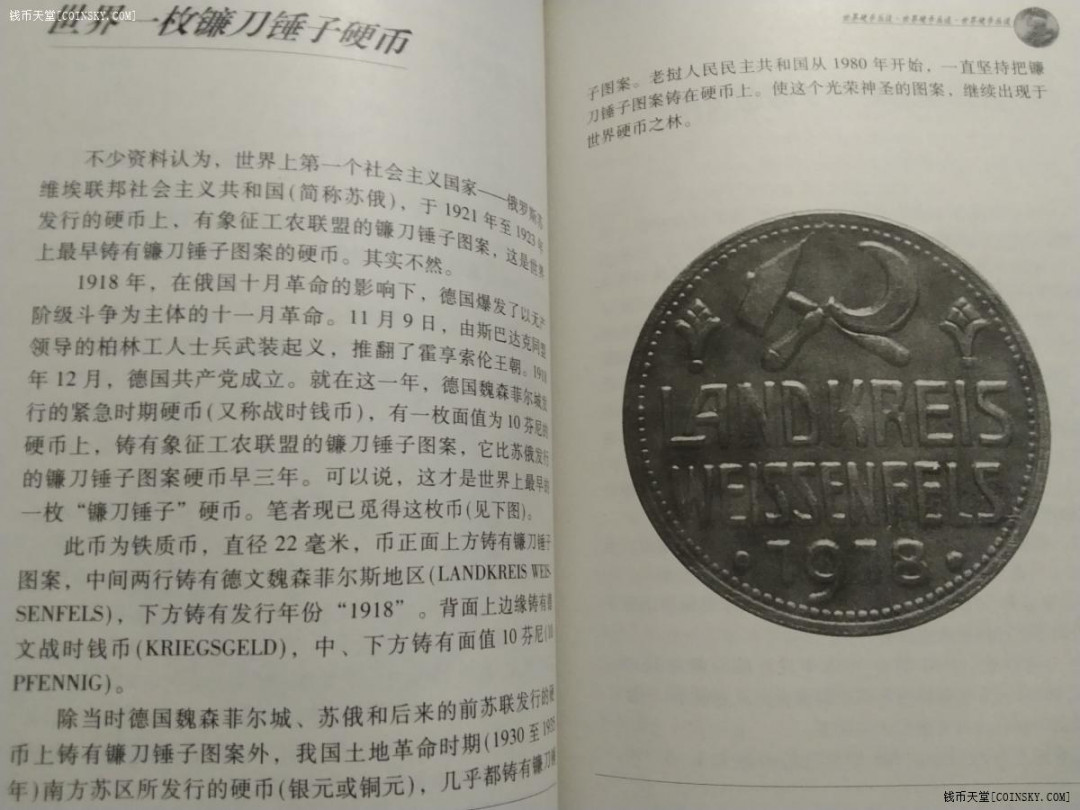 钱币天堂[COINSKY.COM]
世界一枚镰刀锤子硬币
不少资料认为，世界上第一个社会主义国家——俄罗斯苏
维埃联邦社会主义共和国(简称苏俄)，于1921年至1923年
发行的硬币上，有象征工农联盟的镰刀锤子图案，这是世界
上最早铸有镰刀锤子图案的硬币。其实不然。
1918年，在俄国十月革命的影响下，德国爆发了以无产
阶级斗争为主体的十一月革命。11月9日，由斯巴达克同盟
领导的柏林工人士兵武装起义，推翻了霍亨索伦王朝。1918
年12月，德国共产党成立。就在这一年，德国魏森菲尔城发
行的紧急时期硬币(又称战时钱币)，有一枚面值为10芬尼的
硬币上，铸有象征工农联盟的镰刀锤子图案，它比苏俄发行
的镰刀锤子图案硬币早三年。可以说，这才是世界上最早的
一枚“镰刀锤子”硬币。笔者现已觅得这枚币(见下图)。
此币为铁质币，直径22毫米，币正面上方铸有镰刀锤子
图案，中间两行铸有德文魏森菲尔斯地区(LANDKREIS WEIS
SENFELS)，下方铸有发行年份“1918”。背面上边缘铸有德
文战时钱币(KRIEGSGELD)，中、下方铸有面值10芬尼(10
PFENNIG)。
除当时德国魏森菲尔城、苏俄和后来的前苏联发行的硬
币上铸有镰刀锤子图案外，我国土地革命时期(1930至1935
年)南方苏区所发行的硬币(银元或铜元)，几乎都铸有镰刀锤
钱币天堂[COINSKY.COM]
世界硬币乐道·世界硬币乐道·世界硬币乐道
子图案。老挝人民民主共和国从1980年开始，一直坚持把镰
刀锤子图案铸在硬币上。使这个光荣神圣的图案，继续出现于
世界硬币之林。
LANDKREIS
WEISSENFELS
·1918·
钱币天堂[COINSKY.COM]